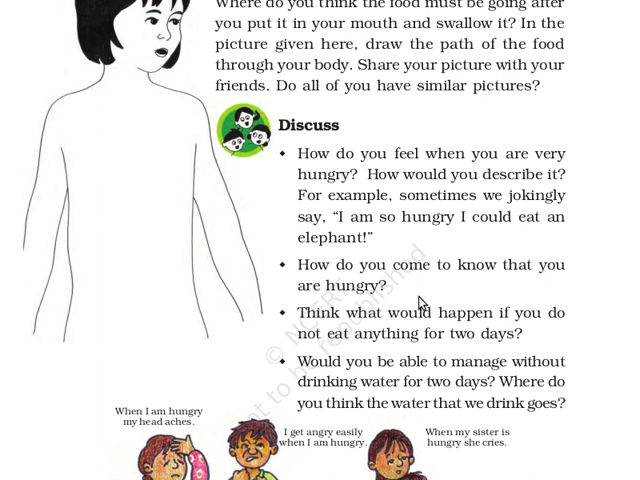 Where do you think the food must be going after
you put it in your mouth and swallow it? In the
picture given here, draw the path of the food
through your body. Share your picture with your
friends. Do all of you have similar pictures?
Discuss
• How do you feel when you are very
hungry? How would you describe it?
For example, sometimes we jokingly
say, “I am so hungry I could eat an
elephant!”
• How do you come to know that you
are hungry?
• Think what would happen if you do
not eat anything for two days?
• Would you be able to manage without
drinking water for two days? Where do
you think the water that we drink goes?
© NCERT
not to be republished
When I am hungry
my head aches.
I get angry easily
when I am hungry.
When my sister is
hungry she cries.